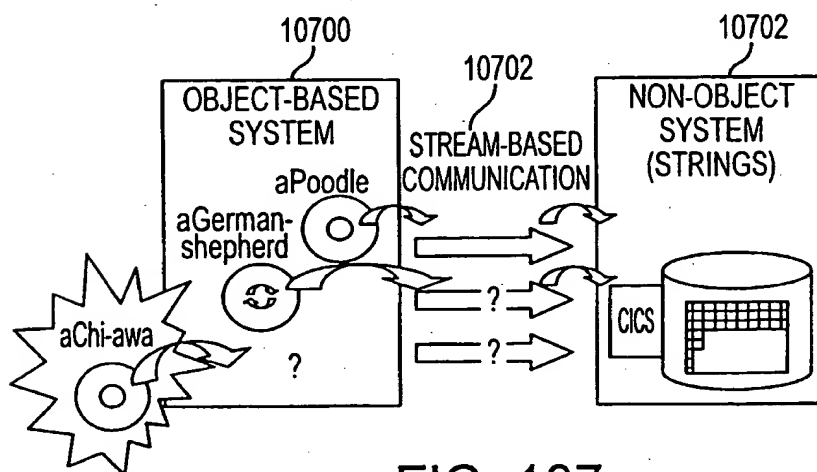 10700
10702
10702
OBJECT-BASED
SYSTEM
STREAM-BASED
COMMUNICATION
NON-OBJECT
SYSTEM
(STRINGS)
aPoodle
aGerman-
shepherd
aChi-awa
?
?
?
CICS
FIG. 107